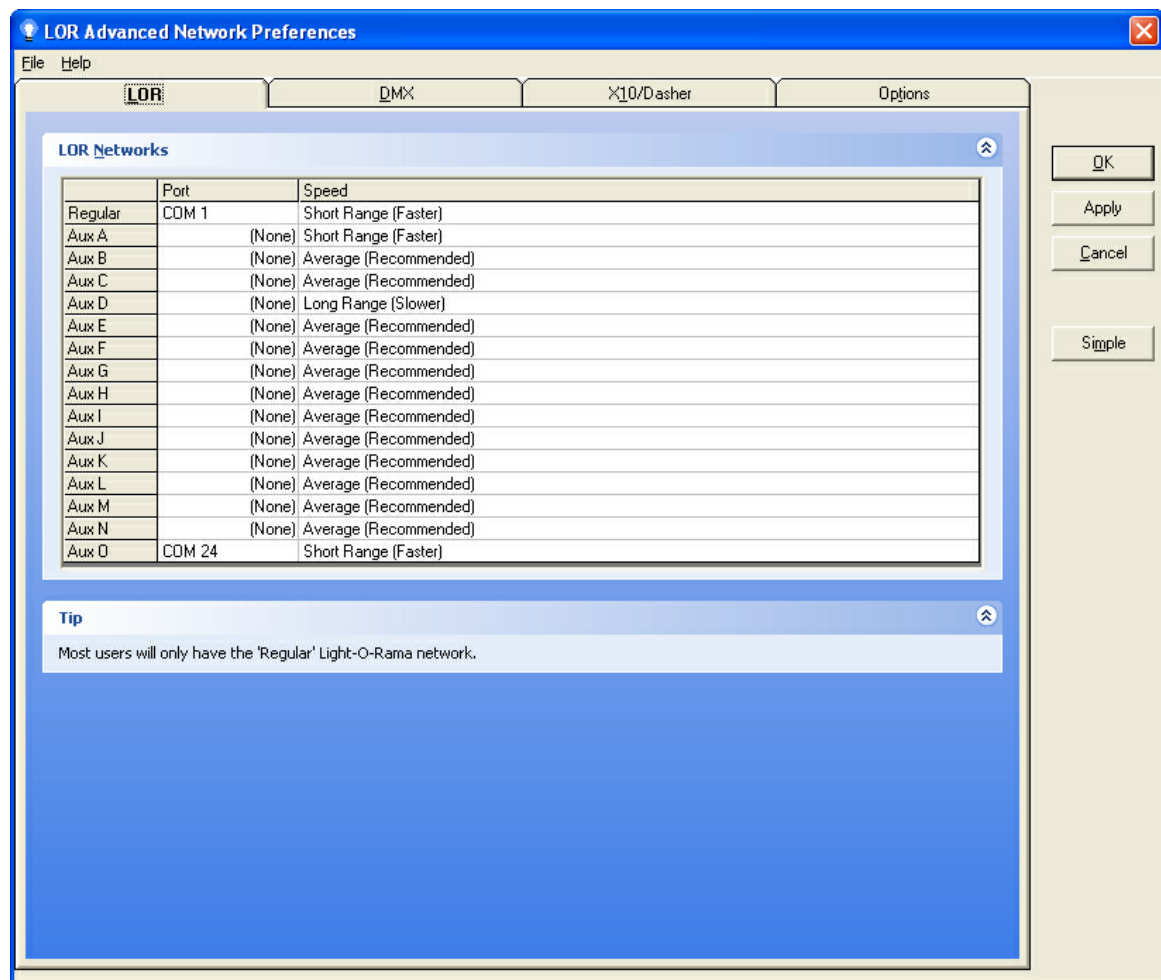 LOR Advanced Network Preferences
File Help
LOR DMX X10/Dasher Options
LOR Networks
Port Speed
Regular COM 1 Short Range (Faster)
Aux A (None) Short Range (Faster)
Aux B (None) Average (Recommended)
Aux C (None) Average (Recommended)
Aux D (None) Long Range (Slower)
Aux E (None) Average (Recommended)
Aux F (None) Average (Recommended)
Aux G (None) Average (Recommended)
Aux H (None) Average (Recommended)
Aux I (None) Average (Recommended)
Aux J (None) Average (Recommended)
Aux K (None) Average (Recommended)
Aux L (None) Average (Recommended)
Aux M (None) Average (Recommended)
Aux N (None) Average (Recommended)
Aux O COM 24 Short Range (Faster)
Tip
Most users will only have the 'Regular' Light-O-Rama network.
OK
Apply
Cancel
Simple